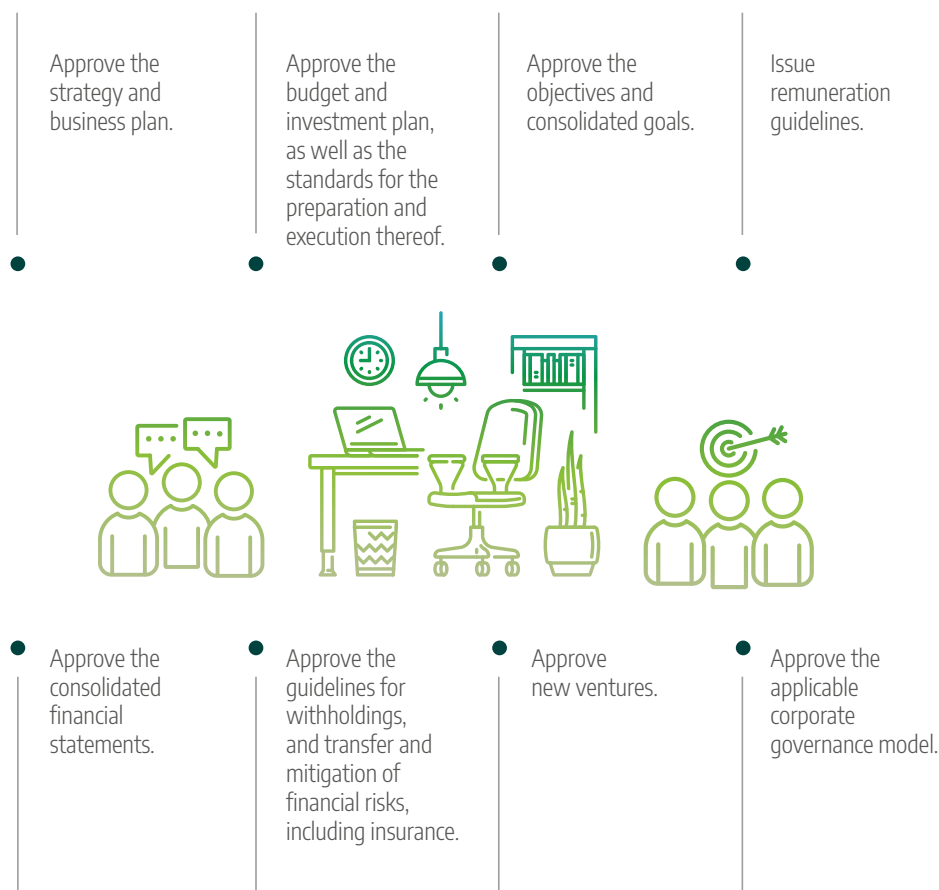 Approve the
strategy and
business plan.
Approve the
budget and
investment plan,
as well as the
standards for the
preparation and
execution thereof.
Approve the
objectives and
consolidated goals.
Issue
remuneration
guidelines.
Approve the
consolidated
financial
statements.
Approve the
guidelines for
withholdings,
and transfer and
mitigation of
financial risks,
including insurance.
Approve
new ventures.
Approve the
applicable
corporate
governance model.